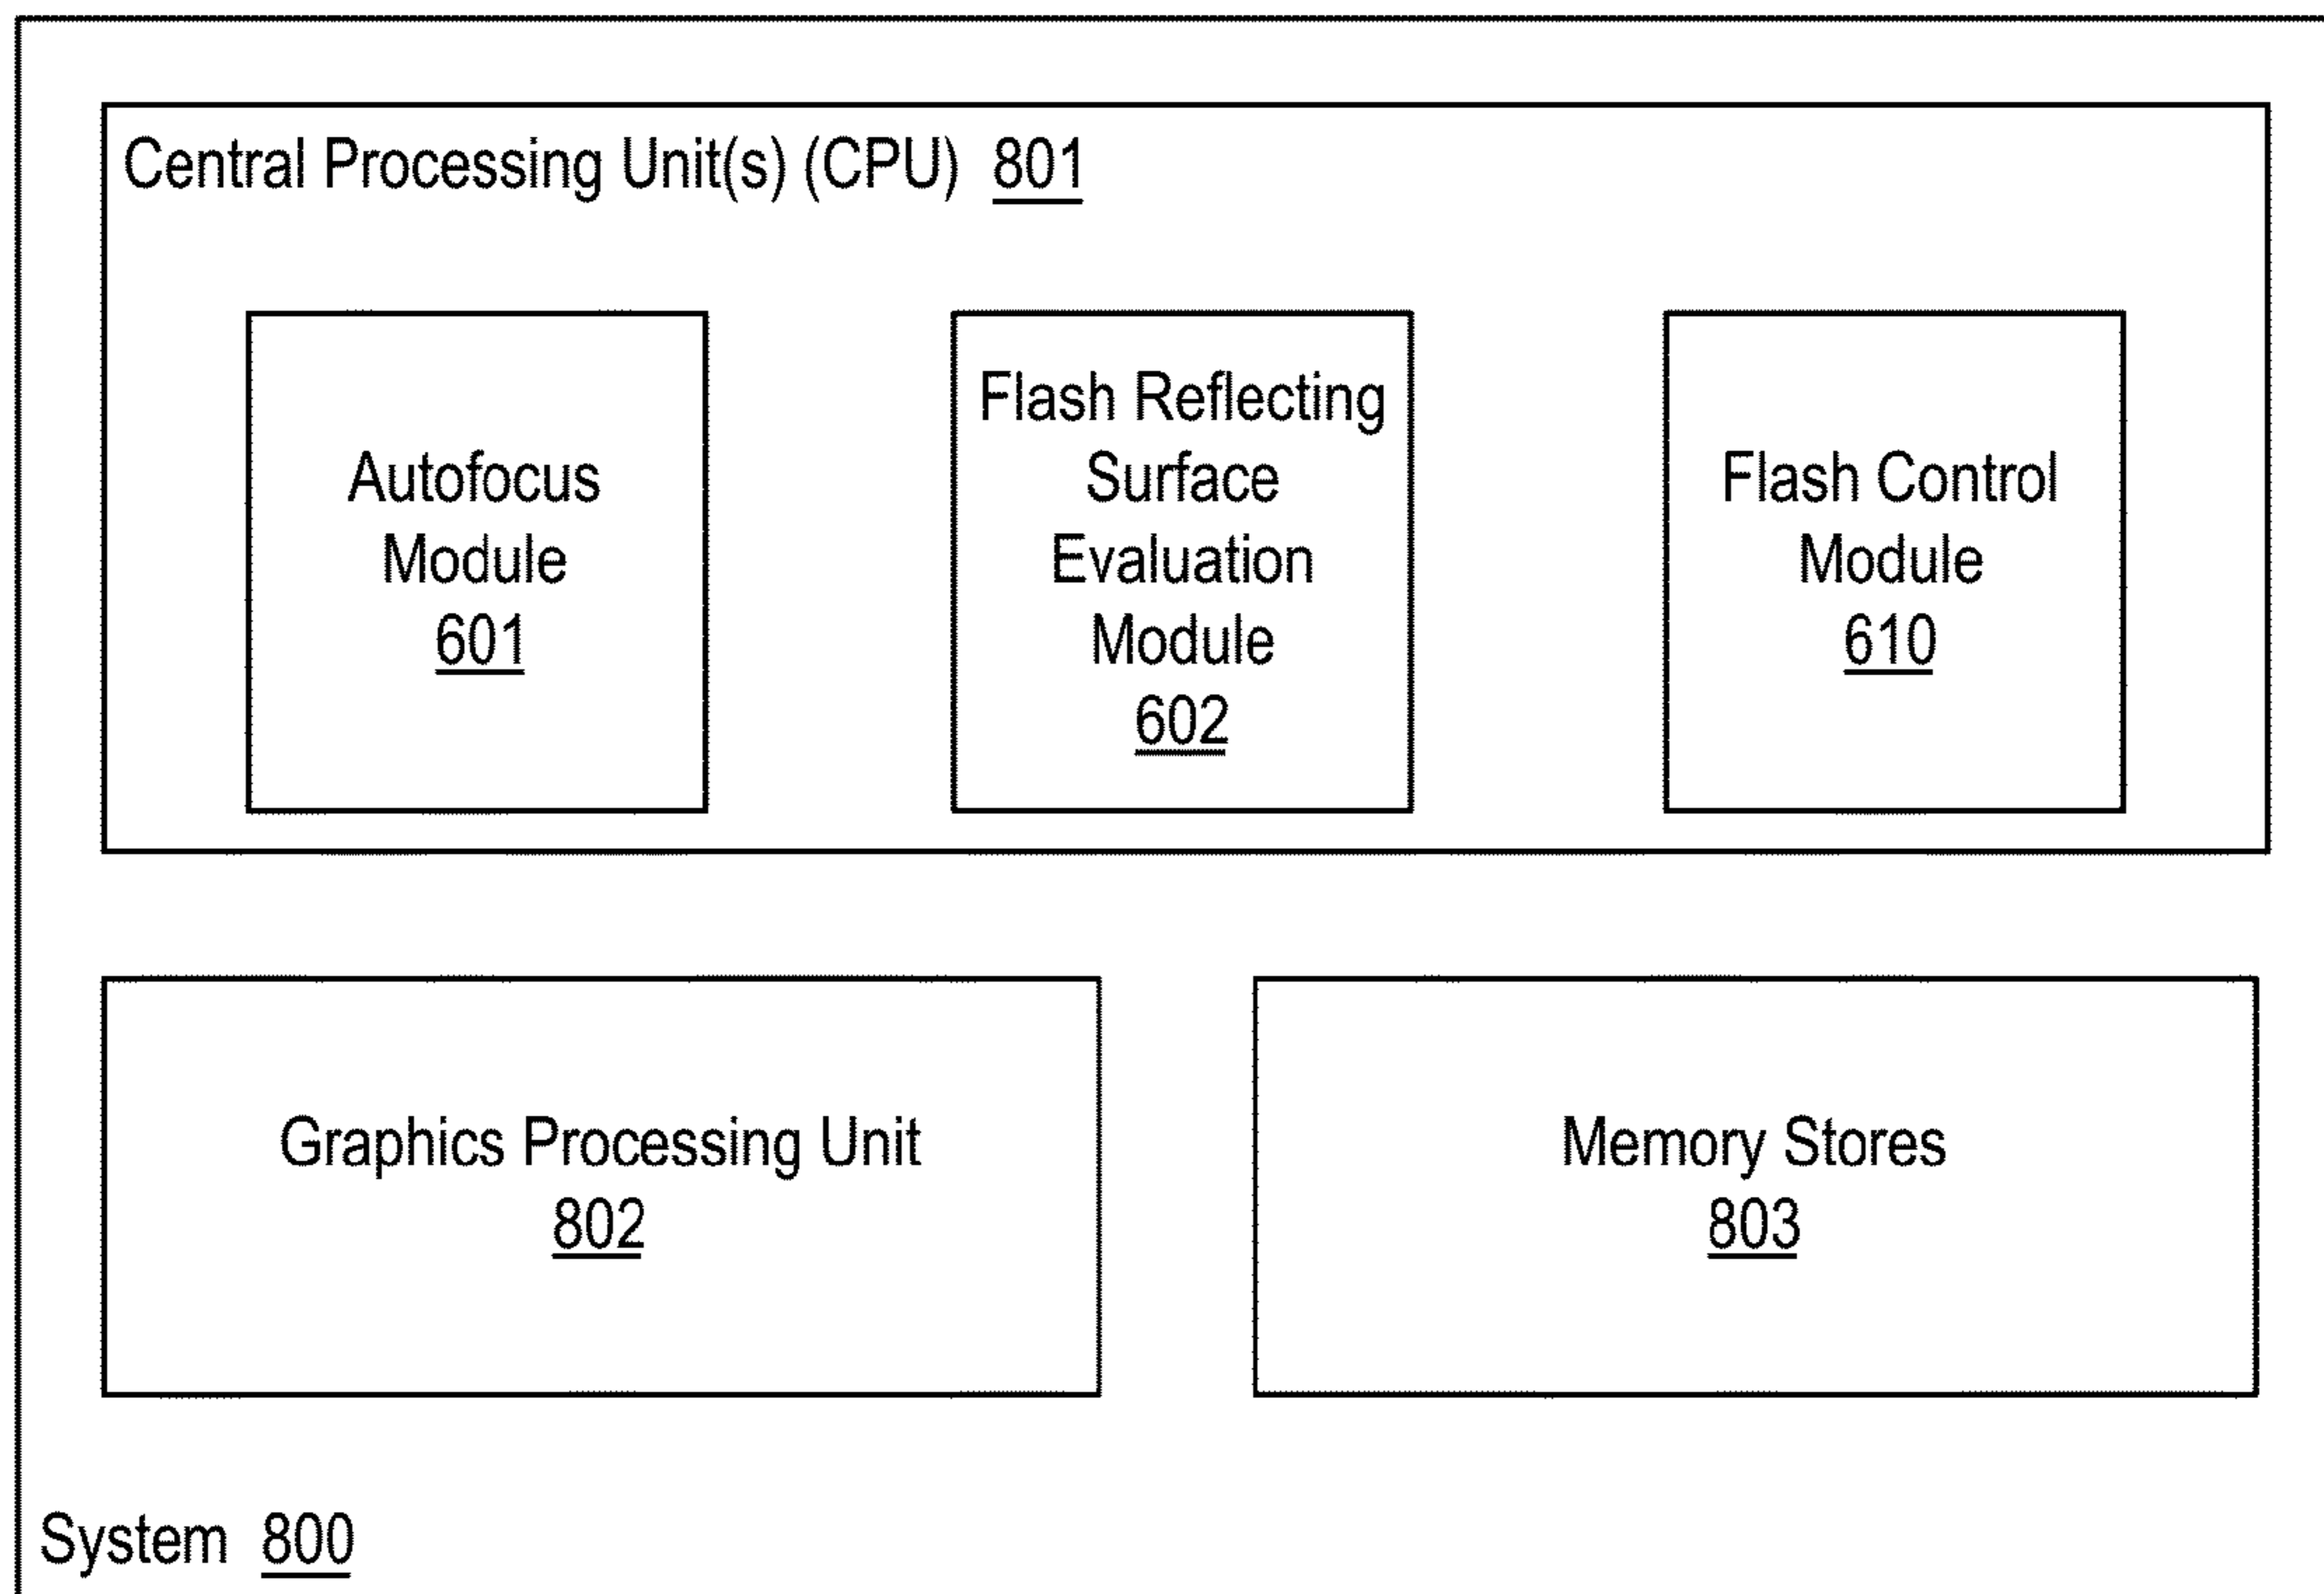 Central Processing Unit(s) (CPU) 801
Autofocus
Module
601
Flash Reflecting
Surface
Evaluation
Module
602
Flash Control
Module
610
Graphics Processing Unit
802
Memory Stores
803
System 800